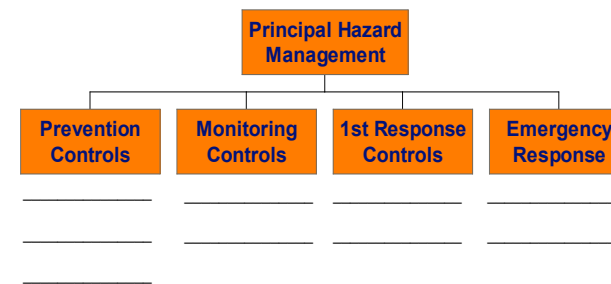 Principal Hazard
Management
Prevention
Controls
Monitoring
Controls
1st Response
Controls
Emergency
Response